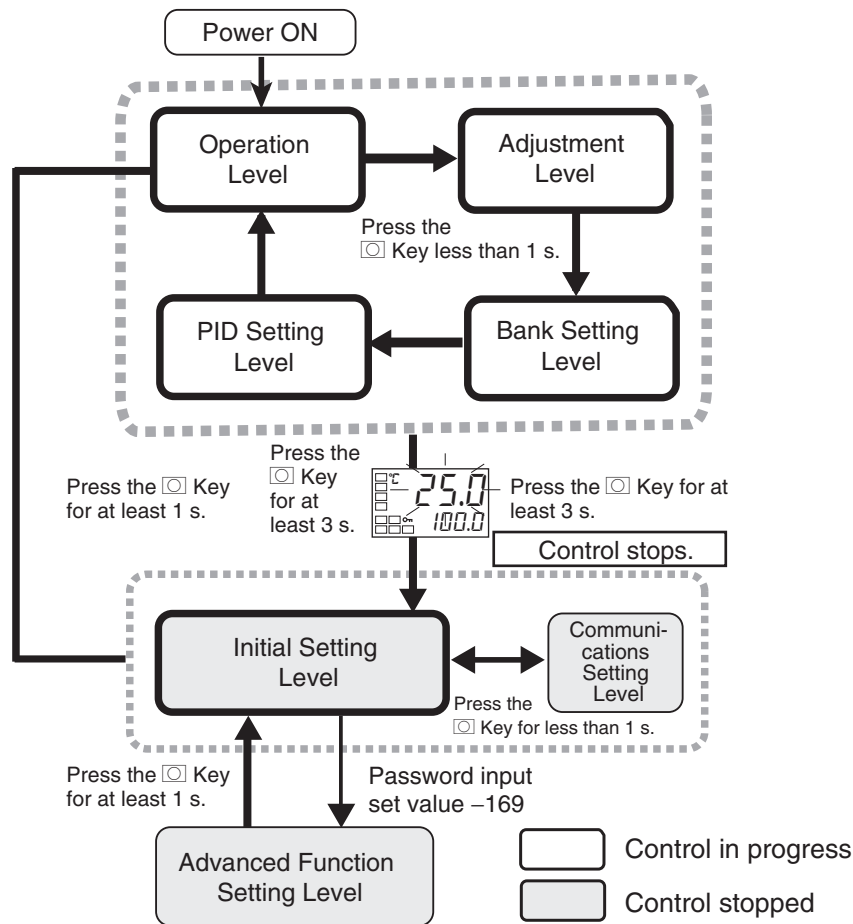 Power ON
Operation
Level
Adjustment
Level
Press the
Key less than 1 s.
PID Setting
Level
Bank Setting
Level
Press the Key
for at least 1 s.
Press the
Key
for at
least 3 s.
°C
25.0
100.0
Press the Key for at
least 3 s.
Control stops.
Initial Setting
Level
Communi-
cations
Setting
Level
Press the
Key for less than 1 s.
Press the Key
for at least 1 s.
Password input
set value –169
Advanced Function
Setting Level
Control in progress
Control stopped